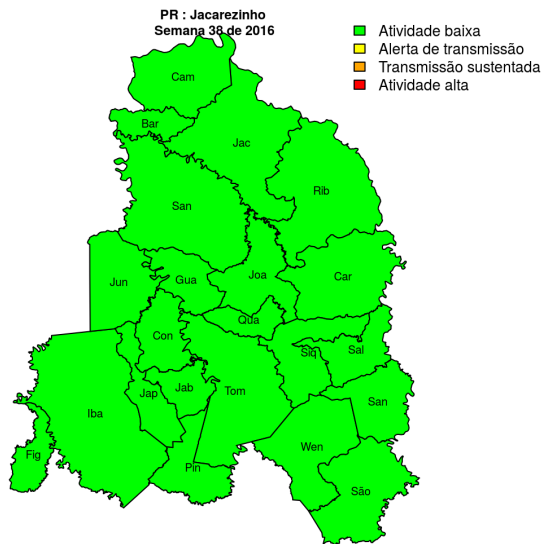 PR : Jacarezinho
Semana 38 de 2016
Atividade baixa
Alerta de transmissão
Transmissão sustentada
Atividade alta
Cam
Bar
Jac
Rib
San
Jun
Gua
Joa
Car
Qua
Con
Siq
Sal
Jap
Jab
Tom
San
Iba
Wen
Fig
Pin
São